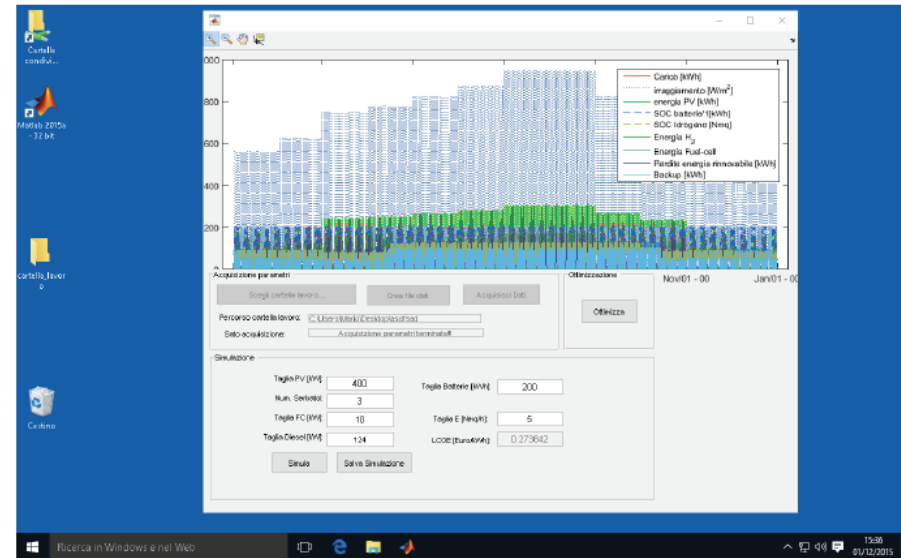 Cartella
condivi...
Matlab 2015a
- 32 bit
cartella_lavor
o
Cestino
000
800
600
400
200
0
Carico [kWh]
irraggiamento [W/m²]
energia PV [kWh]
SOC batterie*1[kWh]
SOC Idrogeno [Nmq]
Energia H2
Energia Fuel-cell
Perdite energia rinnovabile [kWh]
Backup [kWh]
Nov/01 - 00
Jan/01 - 00
Acquisizione parametri
Scegli cartella lavoro...
Crea file dati
Acquisisci Dati
Percorso cartella lavoro:
Stato acquisizione:
Acquisizione parametri terminata!!!
Ottimizzazione
Ottimizza
Simulazione
Taglia PV [kW]:
400
Taglia Batterie [kWh]:
200
Num. Serbatoi:
3
Taglia FC [kW]:
10
Taglia E [Nmq/h]:
5
Taglia Diesel [kW]:
124
LCOE [Euro/kWh]:
0.273842
Simula
Salva Simulazione
Ricerca in Windows e nel Web
15:36
01/12/2015